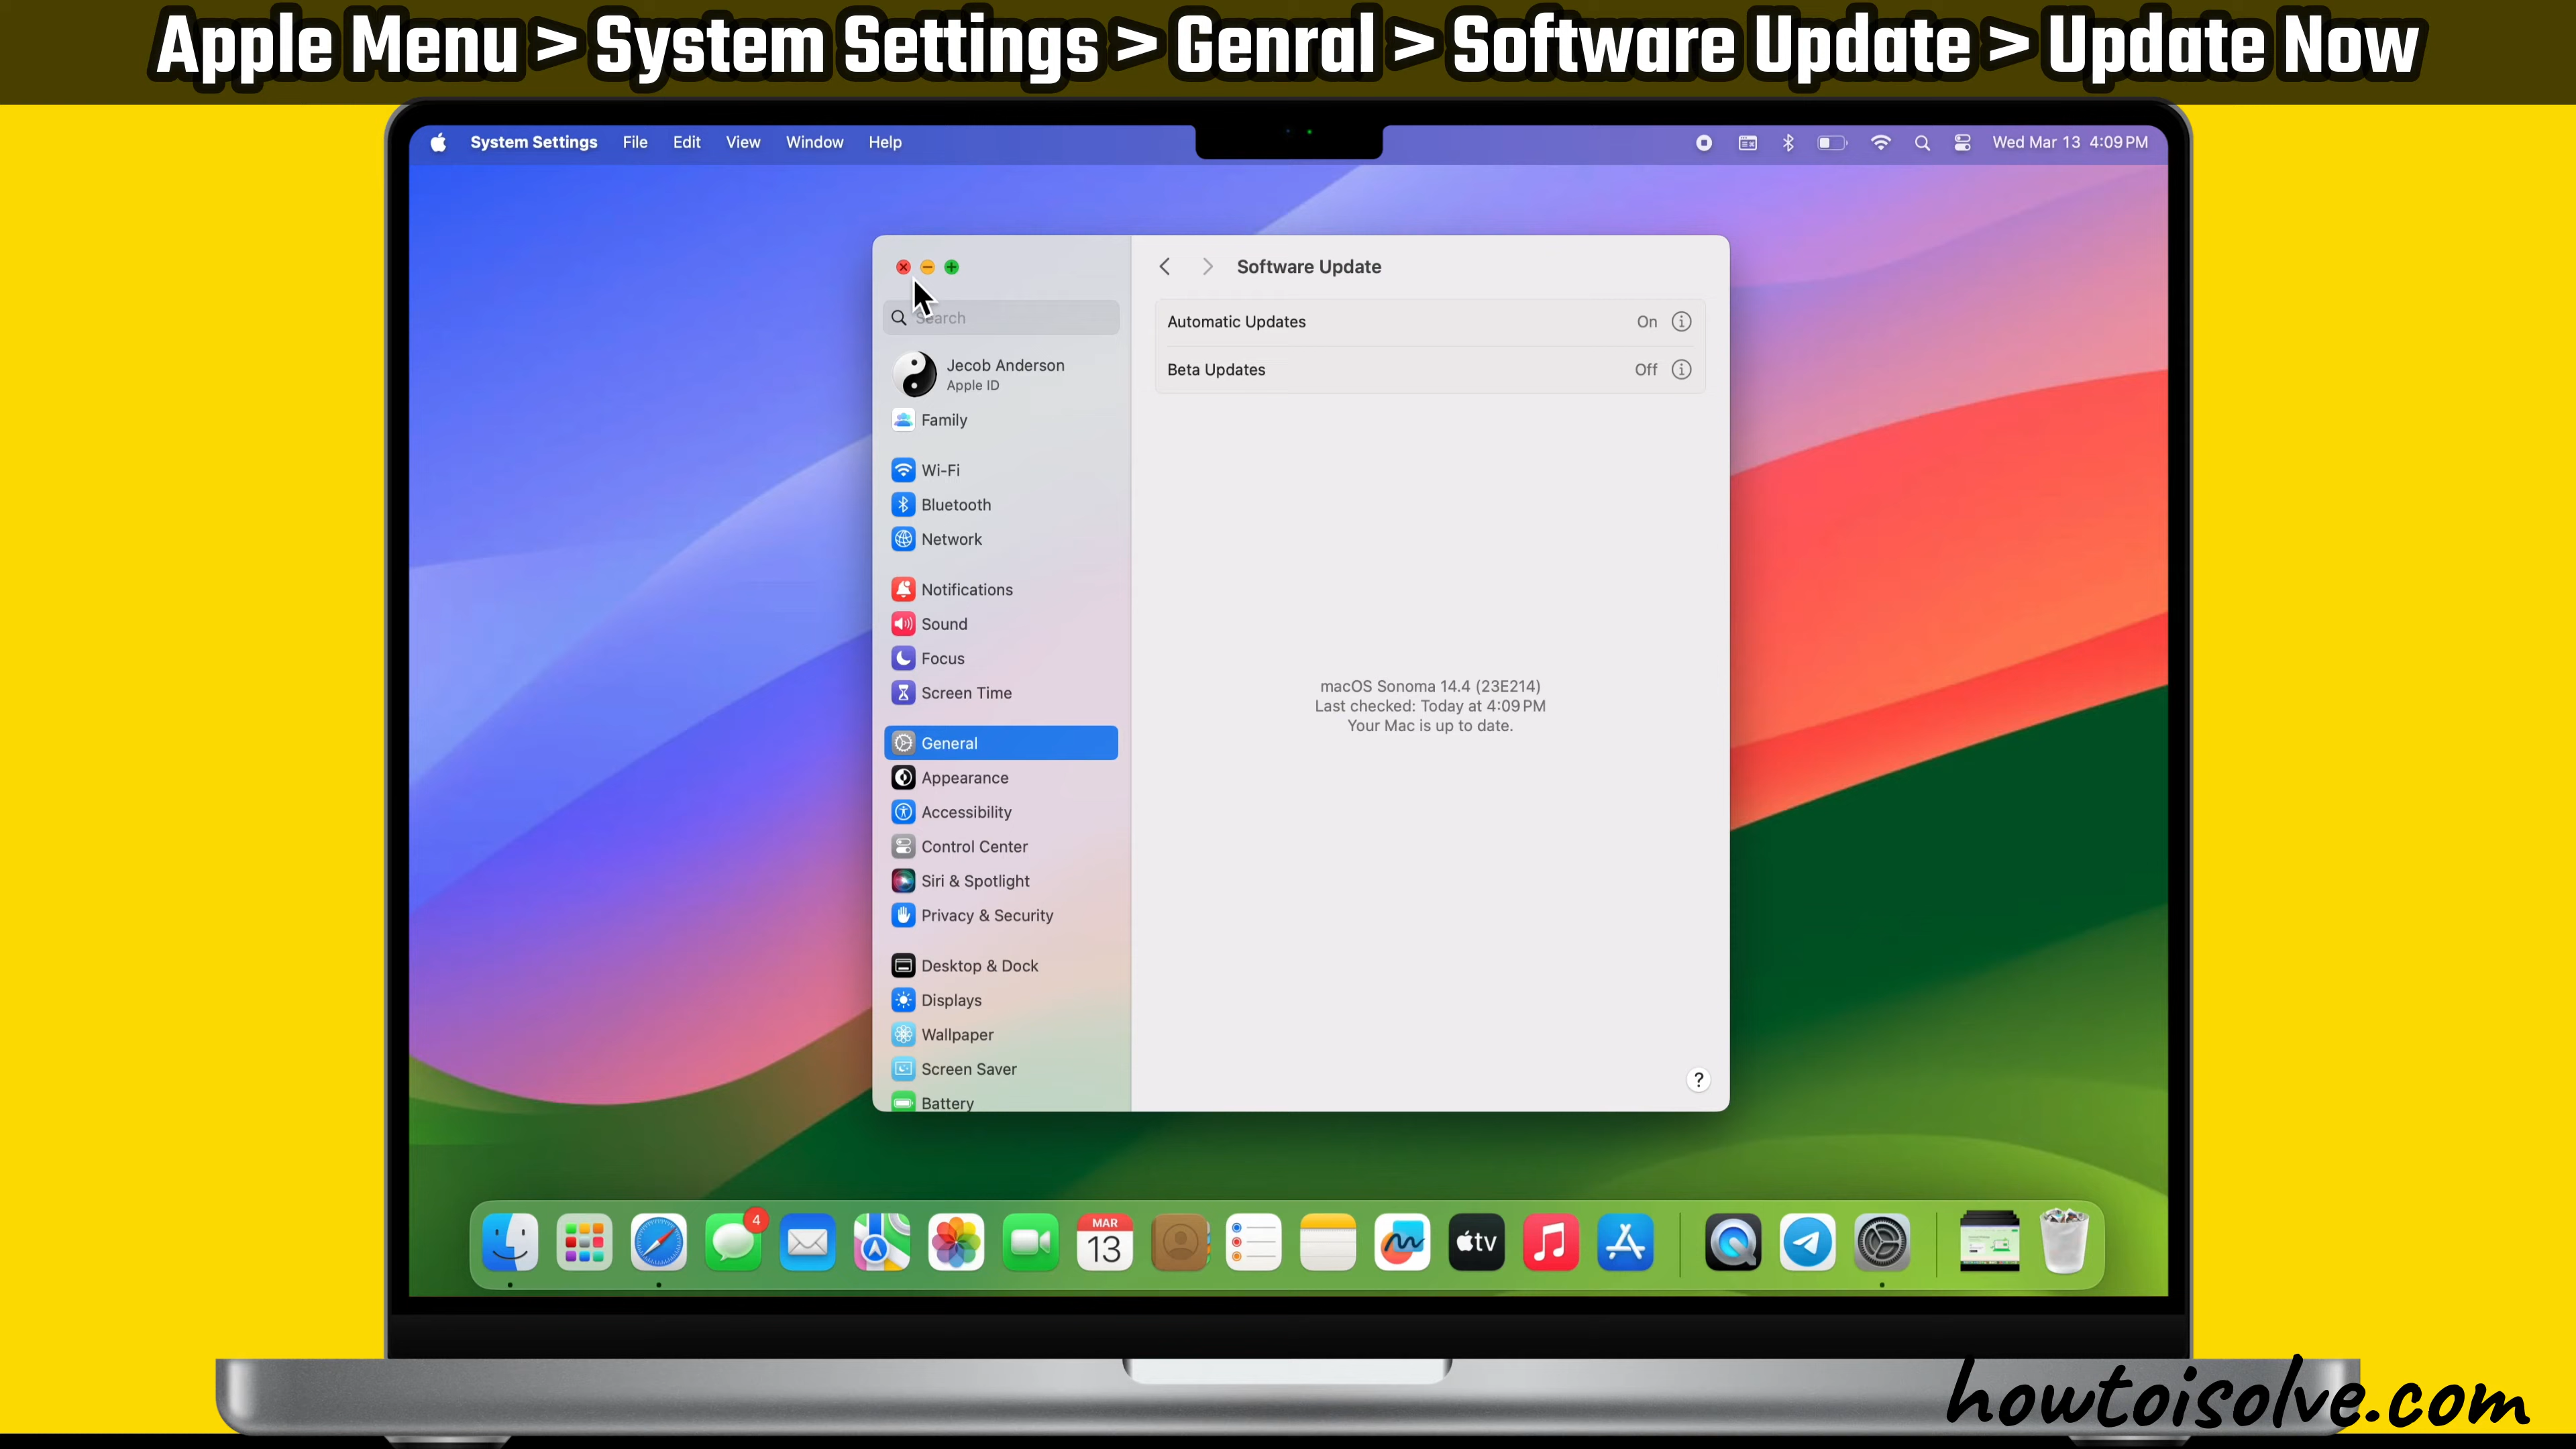 Apple Menu > System Settings > Genral > Software Update > Update Now
System Settings File Edit View Window Help Wed Mar 13 4:09 PM
Software Update
Search
Automatic Updates On
Beta Updates Off
Jecob Anderson
Apple ID
Family
Wi-Fi
Bluetooth
Network
Notifications
Sound
Focus
Screen Time
macOS Sonoma 14.4 (23E214)
Last checked: Today at 4:09 PM
Your Mac is up to date.
General
Appearance
Accessibility
Control Center
Siri & Spotlight
Privacy & Security
Desktop & Dock
Displays
Wallpaper
Screen Saver
Battery
?
4
MAR
13
tv
howtoisolve.com